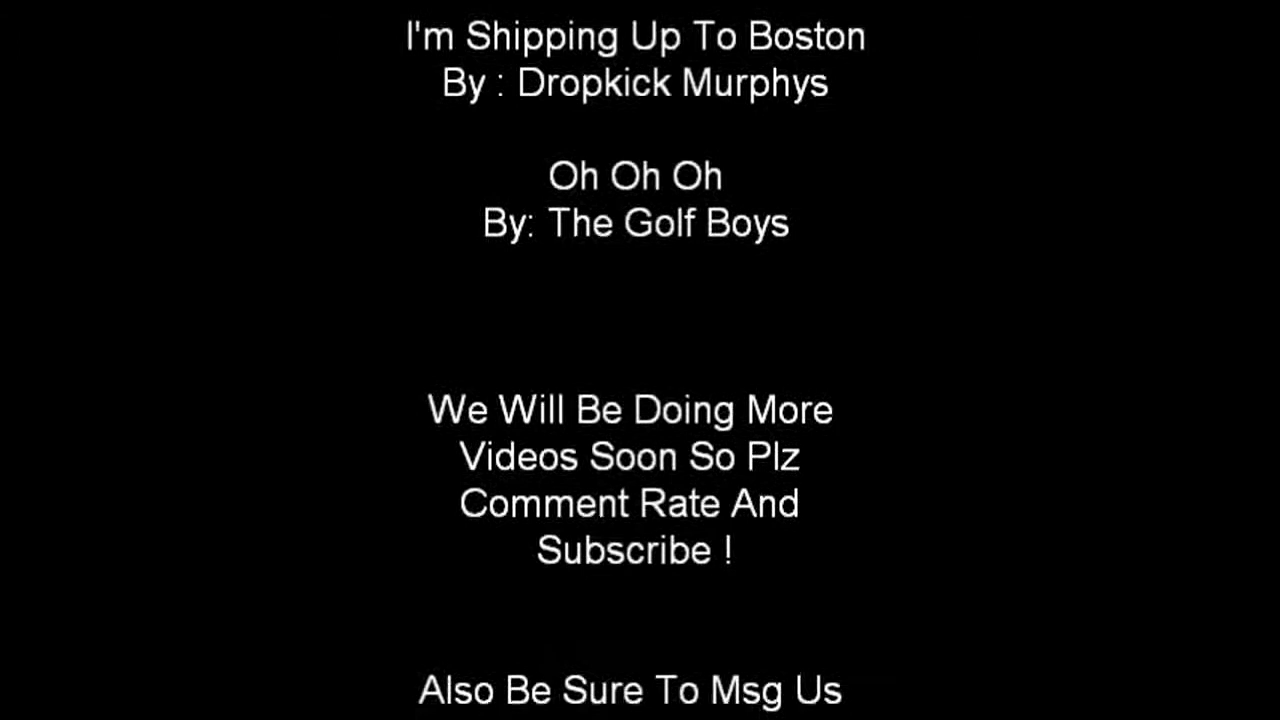 I'm Shipping Up To Boston
By : Dropkick Murphys
Oh Oh Oh
By: The Golf Boys
We Will Be Doing More
Videos Soon So Plz
Comment Rate And
Subscribe !
Also Be Sure To Msg Us